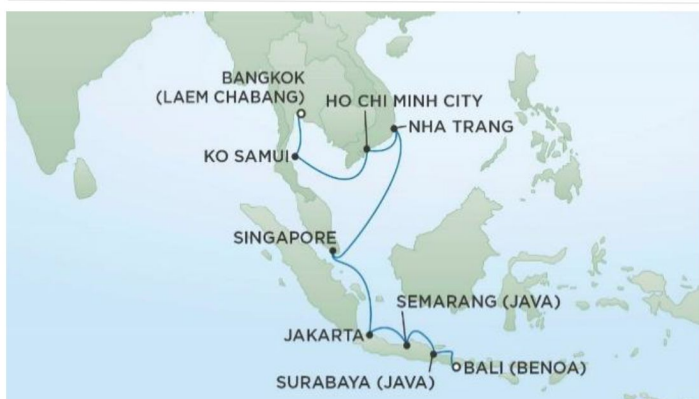 BANGKOK
(LAEM CHABANG)
HO CHI MINH CITY
NHA TRANG
KO SAMUI
SINGAPORE
SEMARANG (JAVA)
JAKARTA
BALI (BENOA)
SURABAYA (JAVA)